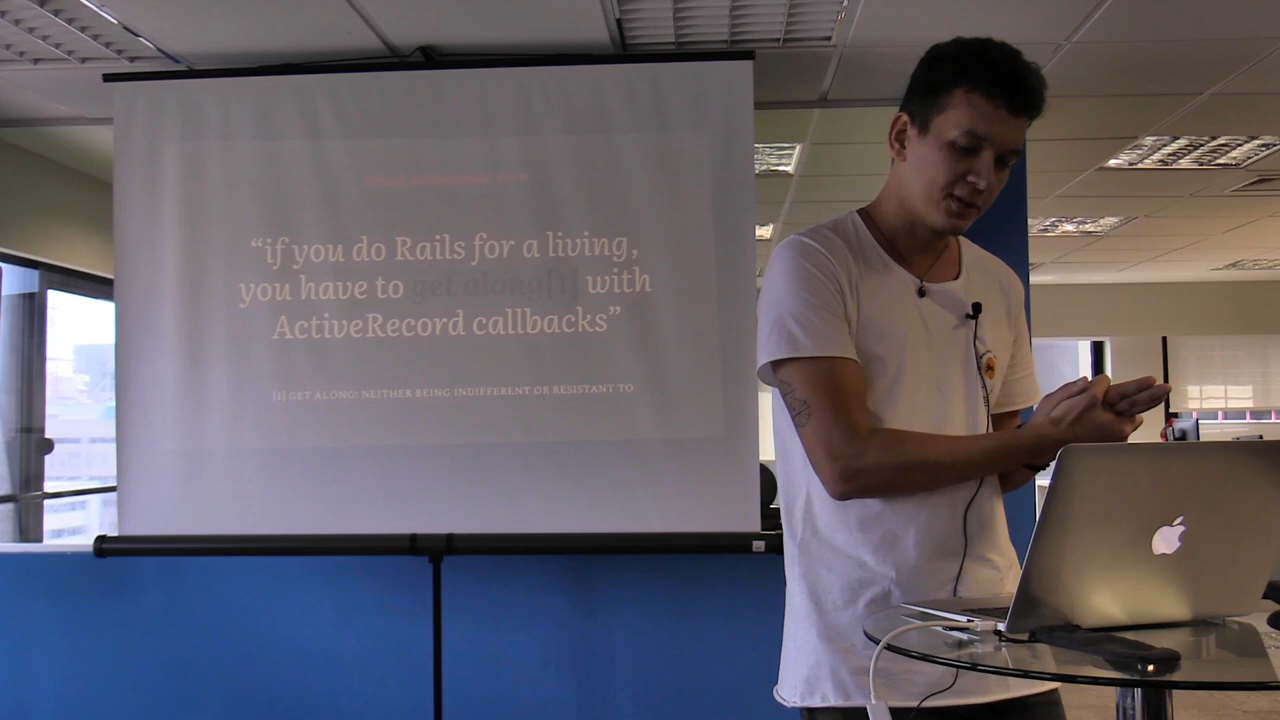 “if you do Rails for a living,
you have to get along[1] with
ActiveRecord callbacks”
[1] GET ALONG: NEITHER BEING INDIFFERENT OR RESISTANT TO